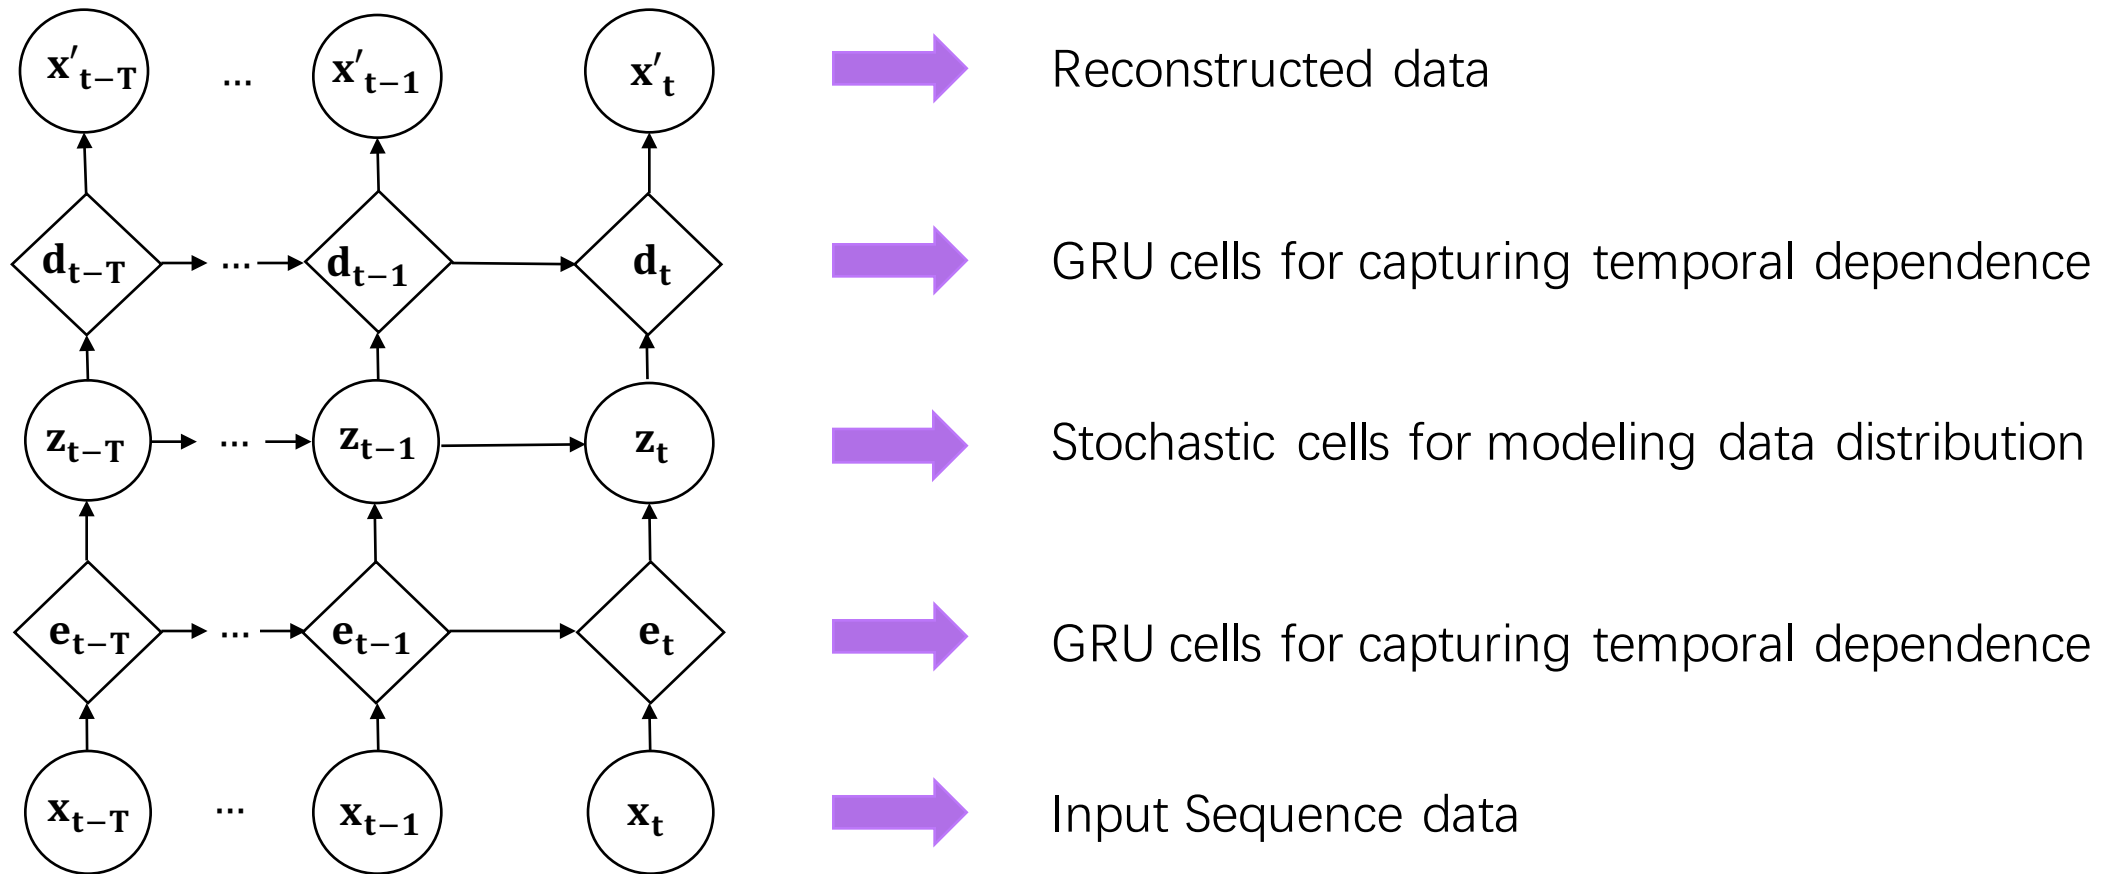 x′t−T ... x′t−1 x′t Reconstructed data
dt−T ... dt−1 dt GRU cells for capturing temporal dependence
zt−T ... zt−1 zt Stochastic cells for modeling data distribution
et−T ... et−1 et GRU cells for capturing temporal dependence
xt−T ... xt−1 xt Input Sequence data